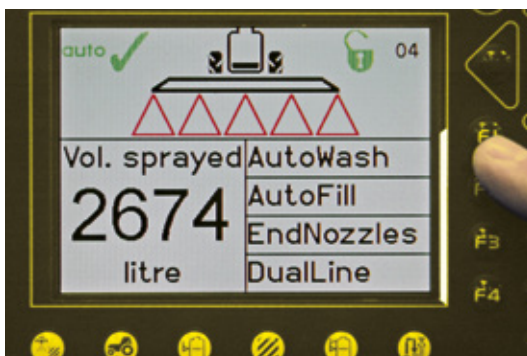 auto 04
Vol. sprayed
2674
litre
AutoWash
AutoFill
EndNozzles
DualLine
F1
F3
F4